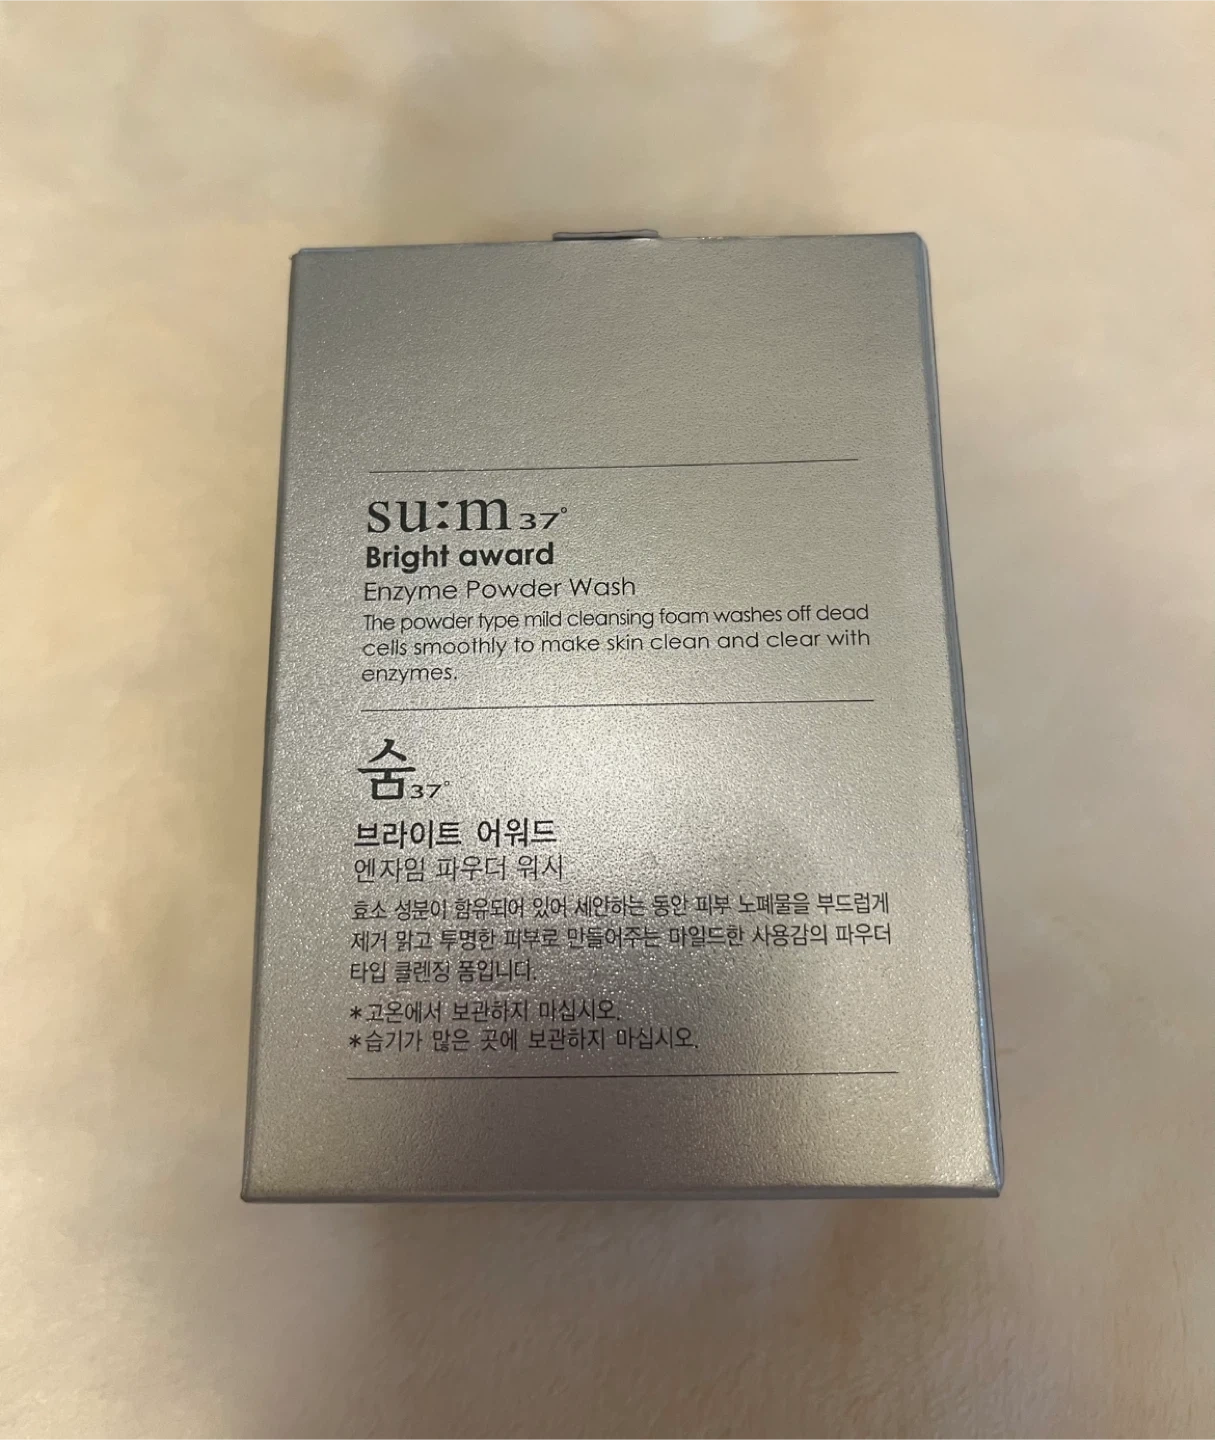 su:m37°
Bright award
Enzyme Powder Wash
The powder type mild cleansing foam washes off dead
cells smoothly to make skin clean and clear with
enzymes.
숨37°
브라이트 어워드
엔자임 파우더 워시
효소 성분이 함유되어 있어 세안하는 동안 피부 노폐물을 부드럽게
제거 맑고 투명한 피부로 만들어주는 마일드한 사용감의 파우더
타입 클렌징 폼입니다.
*고온에서 보관하지 마십시오.
*습기가 많은 곳에 보관하지 마십시오.